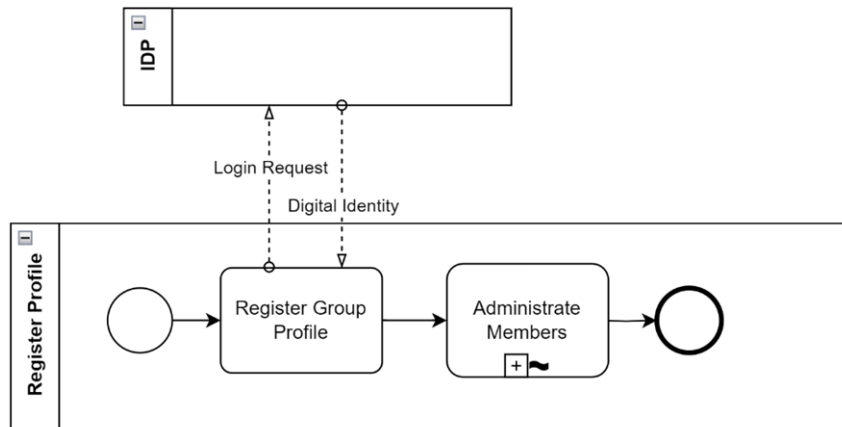 IDP
Login Request
Digital Identity
Register Profile
Register Group
Profile
Administrate
Members